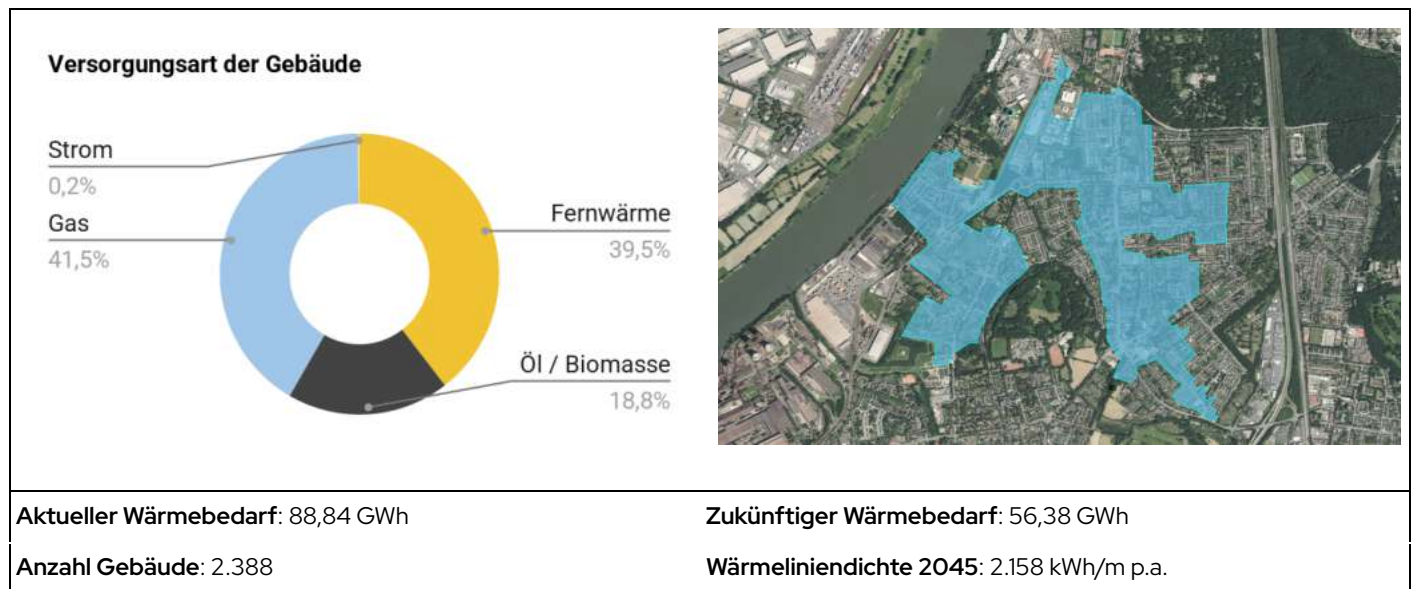 Versorgungsart der Gebäude
Strom
0,2%
Gas
41,5%
Fernwärme
39,5%
Öl / Biomasse
18,8%
Aktueller Wärmebedarf: 88,84 GWh
Zukünftiger Wärmebedarf: 56,38 GWh
Anzahl Gebäude: 2.388
Wärmeliniendichte 2045: 2.158 kWh/m p.a.